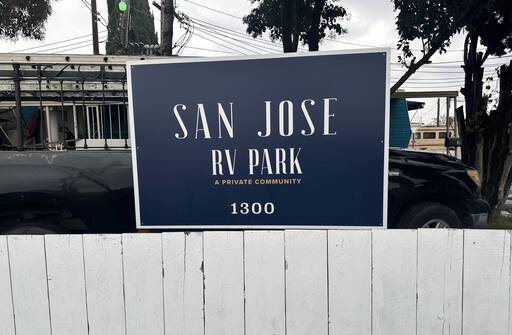 SAN JOSE
RV PARK
A PRIVATE COMMUNITY
1300